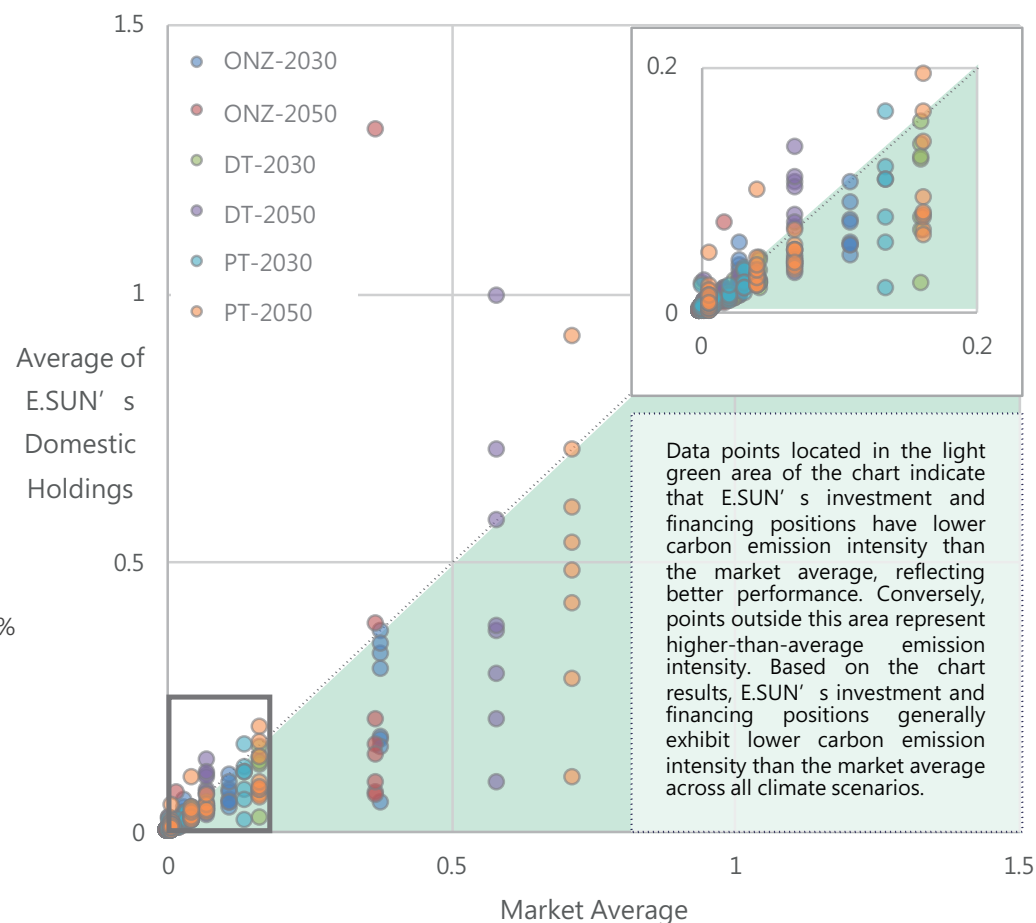 1.5
ONZ-2030
ONZ-2050
DT-2030
DT-2050
PT-2030
PT-2050
1
Average of
E.SUN’ s
Domestic
Holdings
0.5
%
0
0
0.5
1
1.5
Market Average
0.2
0
0
0.2
Data points located in the light
green area of the chart indicate
that E.SUN’ s investment and
financing positions have lower
carbon emission intensity than
the market average, reflecting
better performance. Conversely,
points outside this area represent
higher-than-average emission
intensity. Based on the chart
results, E.SUN’ s investment and
financing positions generally
exhibit lower carbon emission
intensity than the market average
across all climate scenarios.